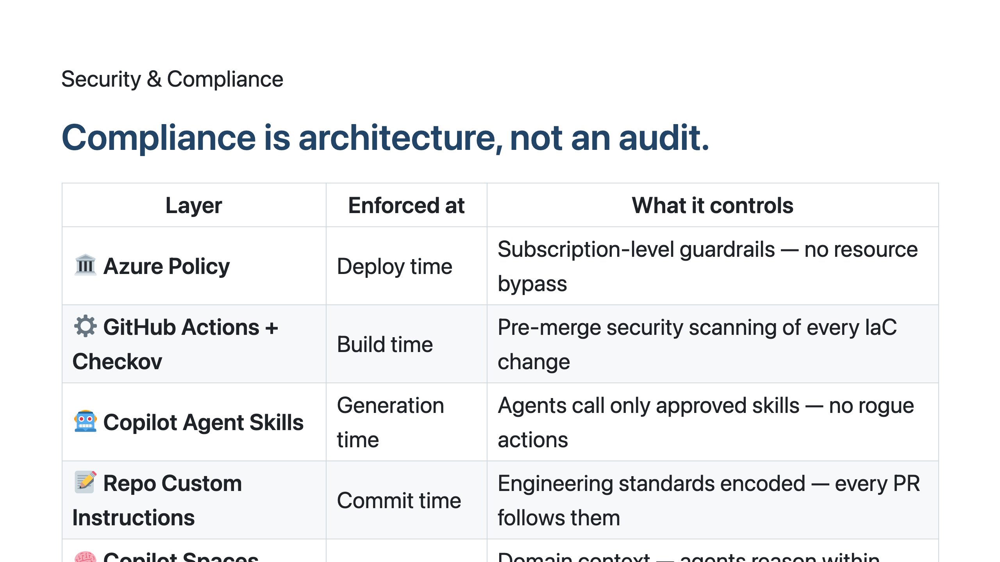 Security & Compliance
Compliance is architecture, not an audit.
Layer
Enforced at
What it controls
🏛️ Azure Policy
Deploy time
Subscription-level guardrails — no resource
bypass
⚙️ GitHub Actions +
Checkov
Build time
Pre-merge security scanning of every IaC
change
🤖 Copilot Agent Skills
Generation
time
Agents call only approved skills — no rogue
actions
📝 Repo Custom
Instructions
Commit time
Engineering standards encoded — every PR
follows them
🧠 Copilot Spaces
Domain context — agents reason within